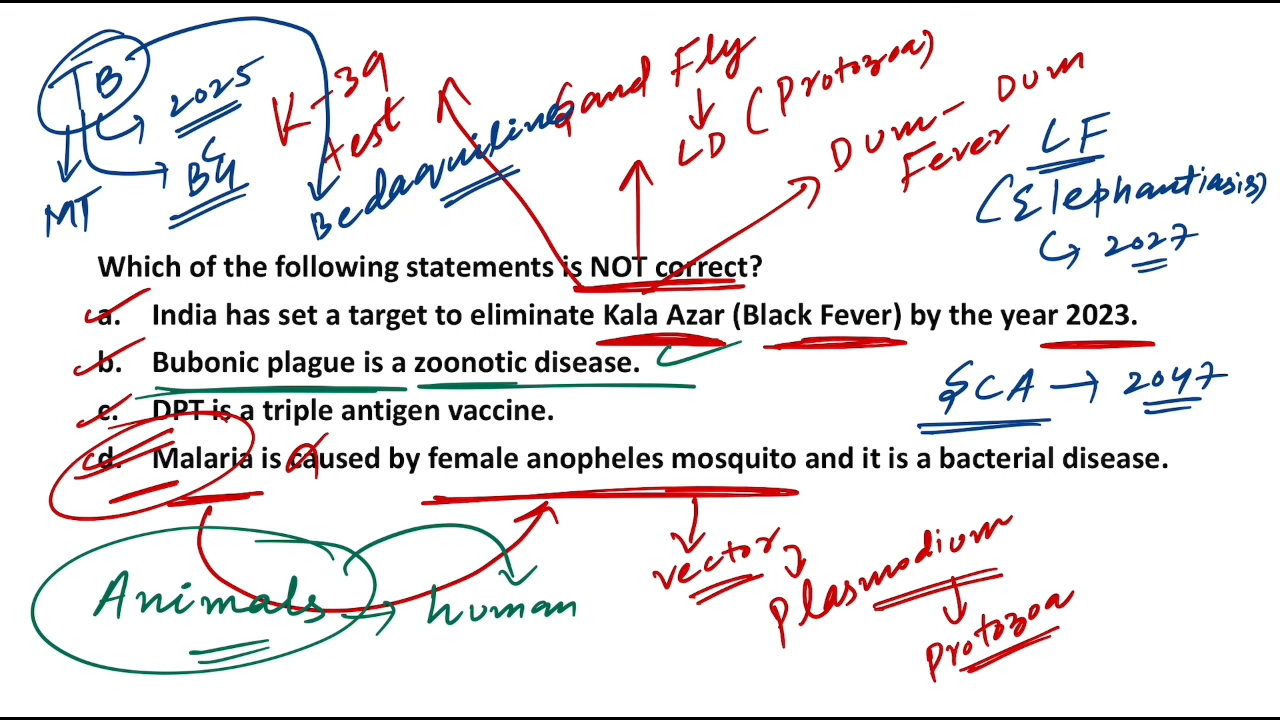 TB
2025
BCG
MT
K-39
test
Bedaquiline
Sand Fly
LD (Protozoa)
Dum-Dum
Fever
LF
(Elephantiasis)
2027
Which of the following statements is NOT correct?
a. India has set a target to eliminate Kala Azar (Black Fever) by the year 2023.
b. Bubonic plague is a zoonotic disease.
c. DPT is a triple antigen vaccine.
d. Malaria is caused by female anopheles mosquito and it is a bacterial disease.
SCA → 2047
Animals → human
vector
Plasmodium
Protozoa